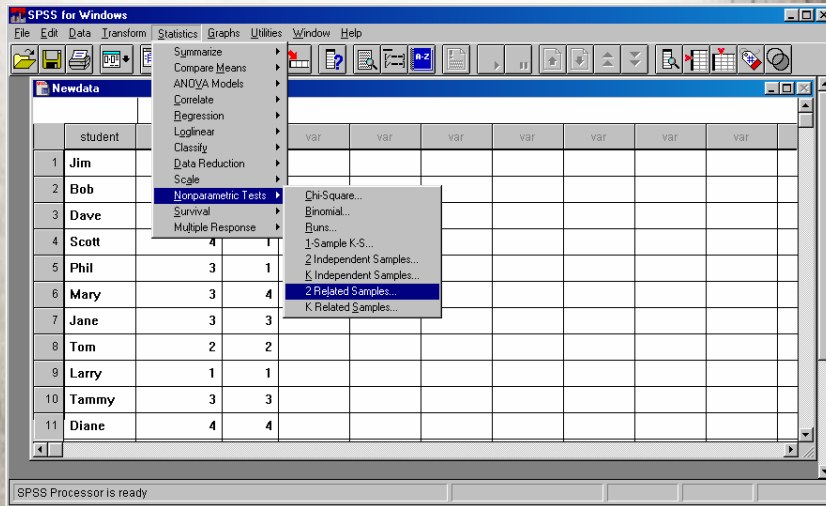 SPSS for Windows
File Edit Data Transform Statistics Graphs Utilities Window Help
A-Z
Newdata
Summarize
Compare Means
ANOVA Models
Correlate
Regression
Loglinear
Classify
Data Reduction
Scale
Nonparametric Tests
Survival
Multiple Response
Chi-Square...
Binomial...
Runs...
1-Sample K-S...
2 Independent Samples...
K Independent Samples...
2 Related Samples...
K Related Samples...
student var var var var var var var
1 Jim
2 Bob
3 Dave
4 Scott 4 1
5 Phil 3 1
6 Mary 3 4
7 Jane 3 3
8 Tom 2 2
9 Larry 1 1
10 Tammy 3 3
11 Diane 4 4
SPSS Processor is ready